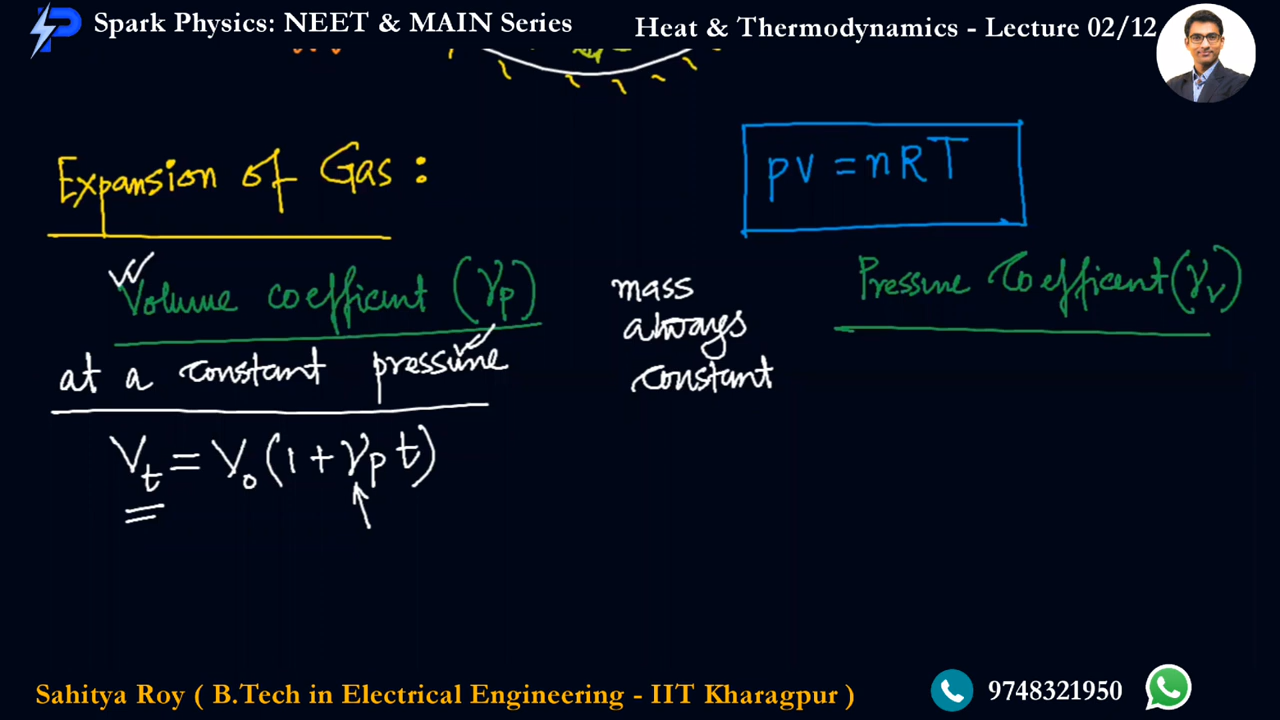 Spark Physics: NEET & MAIN Series
Heat & Thermodynamics - Lecture 02/12
Expansion of Gas :
PV = nRT
Volume coefficient (γp)
mass
always
constant
Pressure Coefficient (γv)
at a constant pressure
Vt = V₀ (1 + γp t)
Sahitya Roy ( B.Tech in Electrical Engineering - IIT Kharagpur )
9748321950